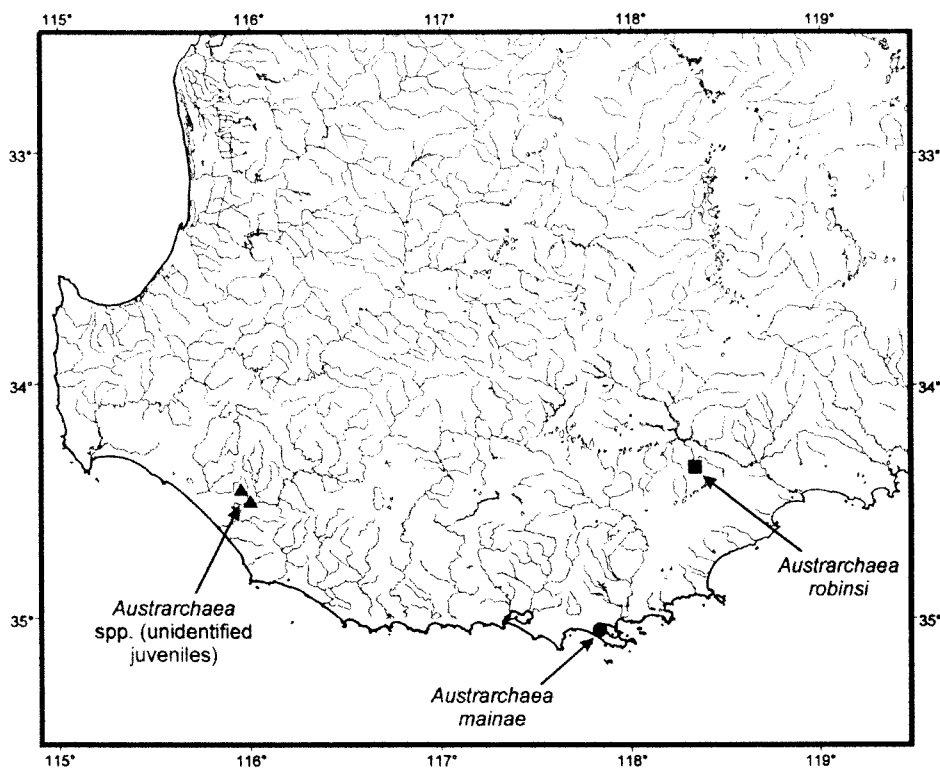 115° 116° 117° 118° 119°
33° 33°
34° 34°
Austrarchaea
robinsi
Austrarchaea
spp. (unidentified
juveniles)
35° 35°
Austrarchaea
mainae
115° 116° 117° 118° 119°